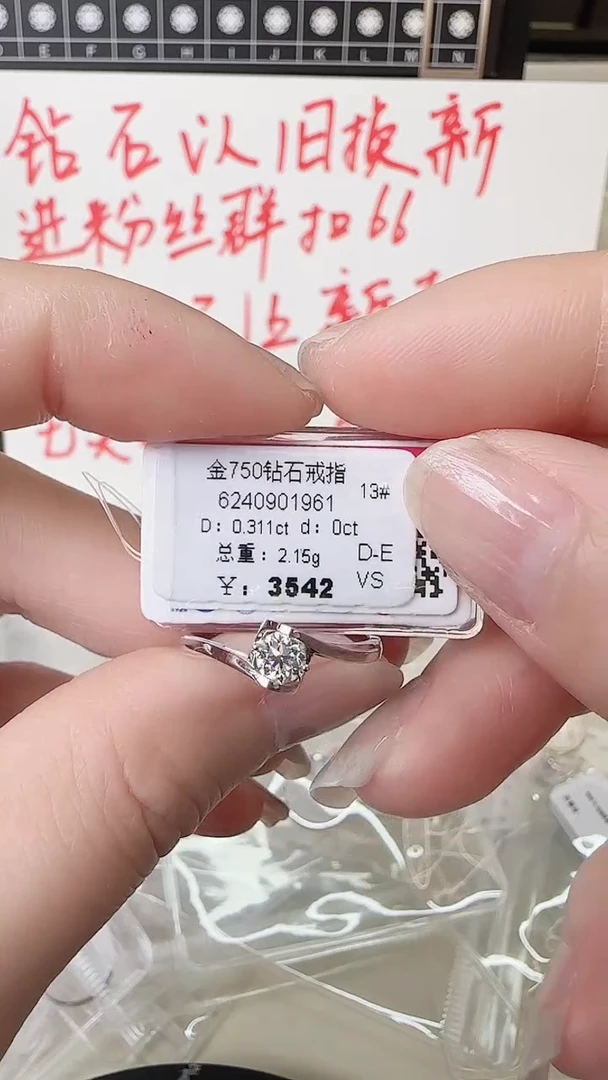 E F G H I J K L M N
钻石以旧换新
进粉丝群扣66
金750钻石戒指
13#
6240901961
D: 0.311ct d: 0ct
总重: 2.15g
D-E
¥: 3542
VS